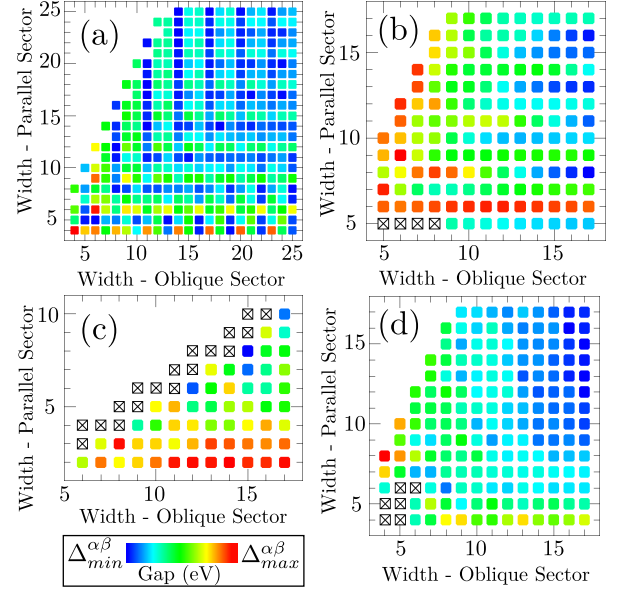 25
20
15
10
5
(a)
Width - Parallel Sector
5 10 15 20 25
Width - Oblique Sector
15
10
5
(b)
Width - Parallel Sector
5 10 15
Width - Oblique Sector
10
5
(c)
Width - Parallel Sector
5 10 15
Width - Oblique Sector
15
10
5
(d)
Width - Parallel Sector
5 10 15
Width - Oblique Sector
Δ^{αβ}_{min} Δ^{αβ}_{max}
Gap (eV)